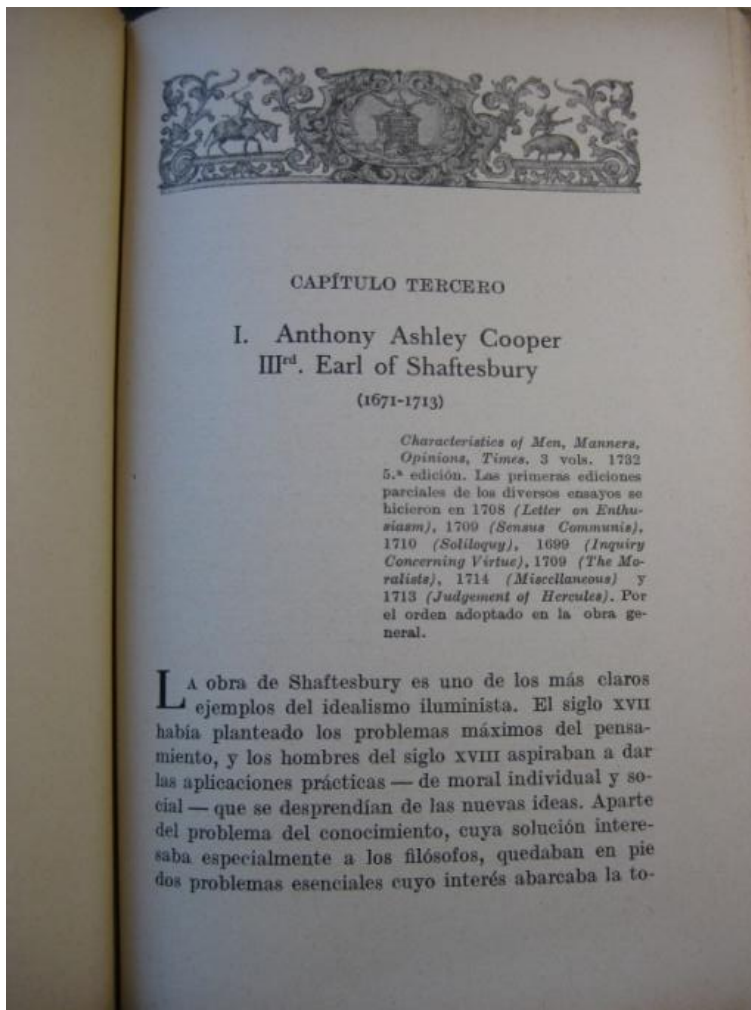 CAPÍTULO TERCERO
I. Anthony Ashley Cooper
IIIrd. Earl of Shaftesbury
(1671-1713)
Characteristics of Men, Manners,
Opinions, Times. 3 vols. 1732
5.ª edición. Las primeras ediciones
parciales de los diversos ensayos se
hicieron en 1708 (Letter on Enthu-
siasm), 1709 (Sensus Communis),
1710 (Soliloquy), 1699 (Inquiry
Concerning Virtue), 1709 (The Mo-
ralists), 1714 (Miscellaneous) y
1713 (Judgement of Hercules). Por
el orden adoptado en la obra ge-
neral.
LA obra de Shaftesbury es uno de los más claros
ejemplos del idealismo iluminista. El siglo XVII
había planteado los problemas máximos del pensa-
miento, y los hombres del siglo XVIII aspiraban a dar
las aplicaciones prácticas — de moral individual y so-
cial — que se desprendían de las nuevas ideas. Aparte
del problema del conocimiento, cuya solución intere-
saba especialmente a los filósofos, quedaban en pie
dos problemas esenciales cuyo interés abarcaba la to-